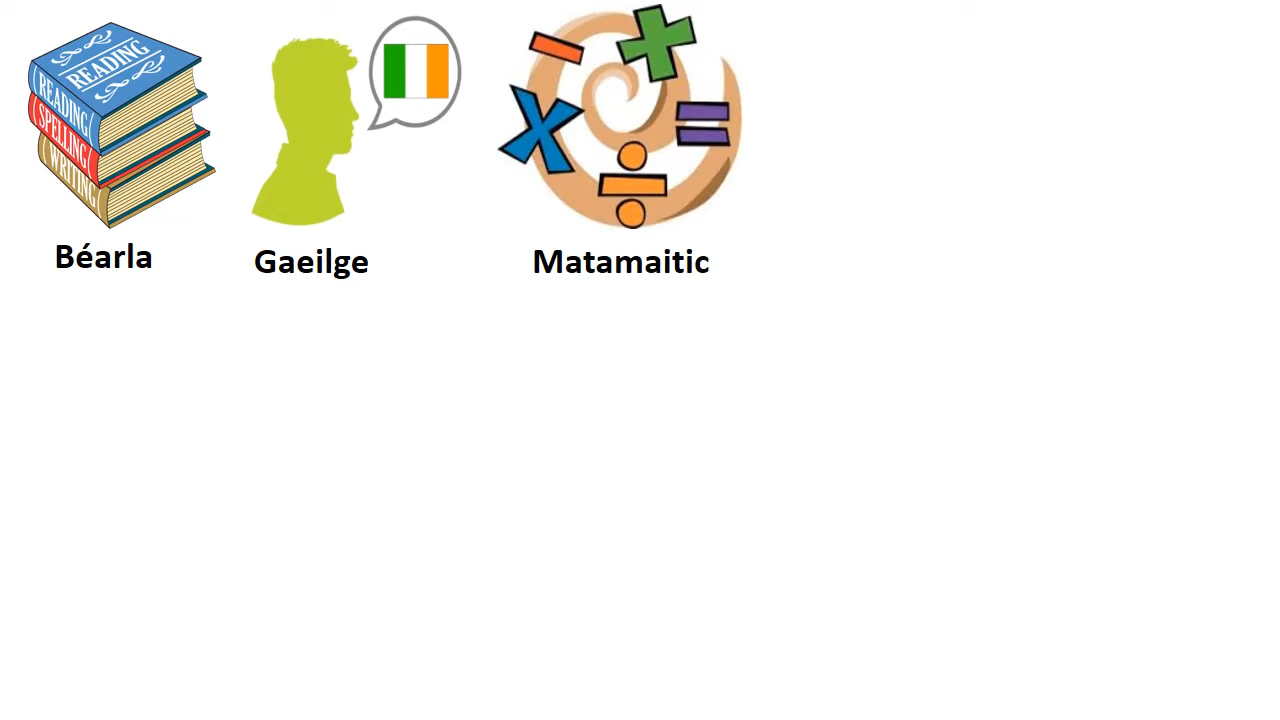 READING
READING
SPELLING
WRITING
Béarla
Gaeilge
Matamaitic